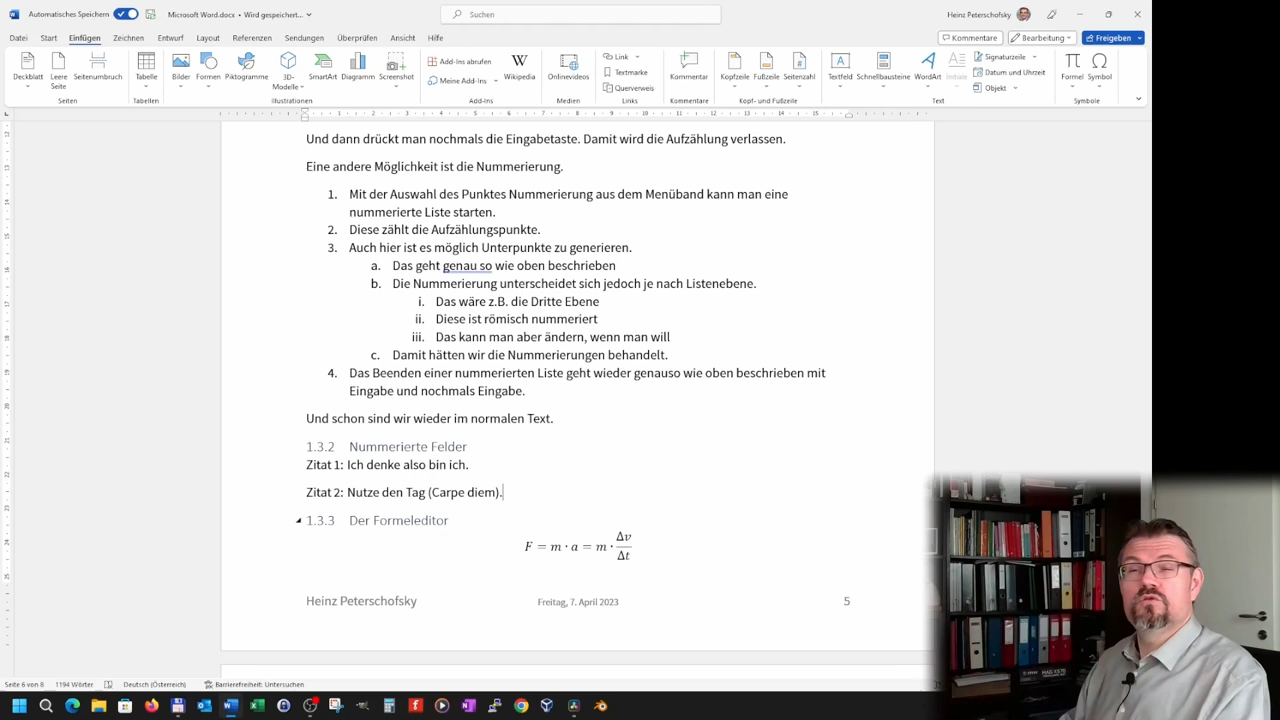 Automatisches Speichern
Microsoft Word.docx • Wird gespeichert...
Suchen
Heinz Peterschofsky
Datei Start Einfügen Zeichnen Entwurf Layout Referenzen Sendungen Überprüfen Ansicht Hilfe
Kommentare Bearbeitung Freigeben
Deckblatt Leere Seite Seitenumbruch
Seiten
Tabelle
Tabellen
Bilder Formen Piktogramme 3D-Modelle SmartArt Diagramm Screenshot
Illustrationen
Add-Ins abrufen
Meine Add-Ins
Wikipedia
Add-Ins
Onlinevideos
Medien
Link
Textmarke
Querverweis
Links
Kommentar
Kommentare
Kopfzeile Fußzeile Seitenzahl
Kopf- und Fußzeile
Textfeld Schnellbausteine WordArt Initiale
Signaturzeile
Datum und Uhrzeit
Objekt
Text
Formel Symbol
Symbole
Und dann drückt man nochmals die Eingabetaste. Damit wird die Aufzählung verlassen.
Eine andere Möglichkeit ist die Nummerierung.
1. Mit der Auswahl des Punktes Nummerierung aus dem Menüband kann man eine
nummerierte Liste starten.
2. Diese zählt die Aufzählungspunkte.
3. Auch hier ist es möglich Unterpunkte zu generieren.
a. Das geht genau so wie oben beschrieben
b. Die Nummerierung unterscheidet sich jedoch je nach Listenebene.
i. Das wäre z.B. die Dritte Ebene
ii. Diese ist römisch nummeriert
iii. Das kann man aber ändern, wenn man will
c. Damit hätten wir die Nummerierungen behandelt.
4. Das Beenden einer nummerierten Liste geht wieder genauso wie oben beschrieben mit
Eingabe und nochmals Eingabe.
Und schon sind wir wieder im normalen Text.
1.3.2 Nummerierte Felder
Zitat 1: Ich denke also bin ich.
Zitat 2: Nutze den Tag (Carpe diem).
1.3.3 Der Formeleditor
F = m · a = m · Δv/Δt
Heinz Peterschofsky Freitag, 7. April 2023 5
Seite 6 von 8 1194 Wörter Deutsch (Österreich) Barrierefreiheit: Untersuchen